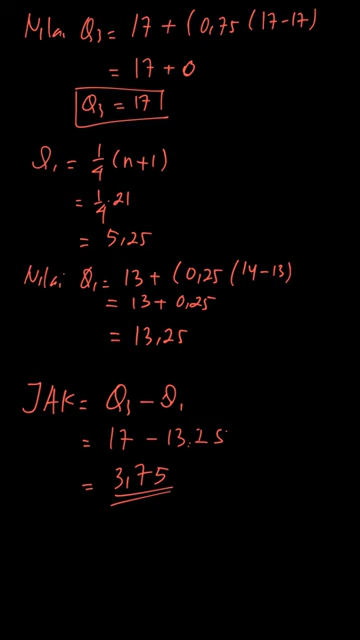 Nilai Q₃ = 17 + (0,75 (17-17)
= 17 + 0
Q₃ = 17
Q₁ = 1/4 (n+1)
= 1/4 . 21
= 5,25
Nilai Q₁ = 13 + (0,25 (14-13)
= 13 + 0,25
= 13,25
JAK = Q₃ - Q₁
= 17 - 13.25
= 3,75